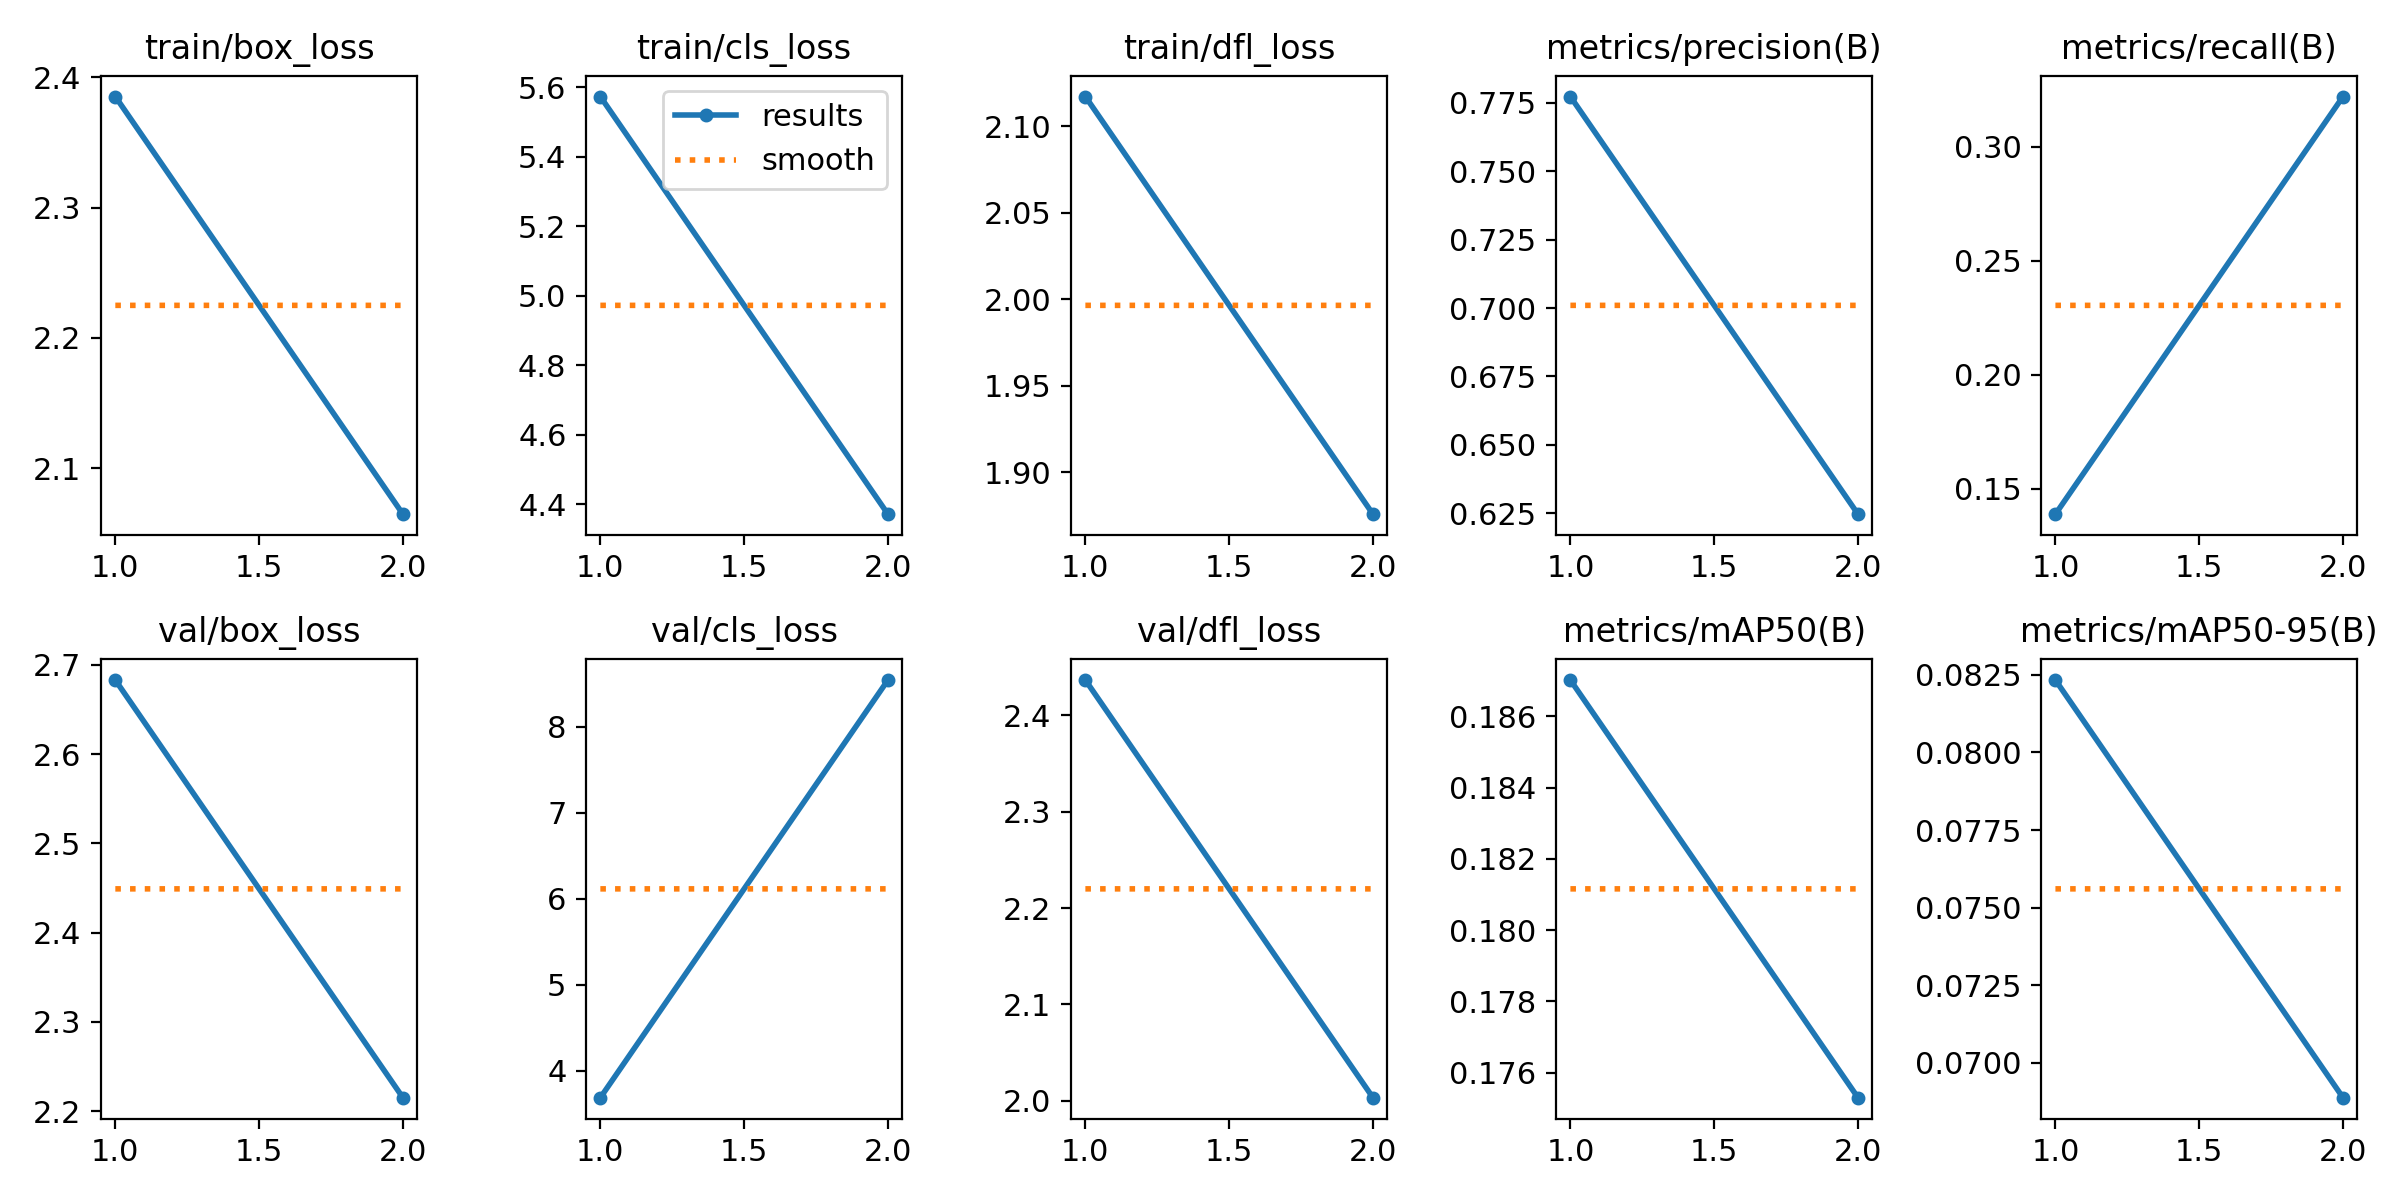 train/box_loss
2.4
2.3
2.2
2.1
1.0 1.5 2.0
train/cls_loss
results
smooth
5.6
5.4
5.2
5.0
4.8
4.6
4.4
1.0 1.5 2.0
train/dfl_loss
2.10
2.05
2.00
1.95
1.90
1.0 1.5 2.0
metrics/precision(B)
0.775
0.750
0.725
0.700
0.675
0.650
0.625
1.0 1.5 2.0
metrics/recall(B)
0.30
0.25
0.20
0.15
1.0 1.5 2.0
val/box_loss
2.7
2.6
2.5
2.4
2.3
2.2
1.0 1.5 2.0
val/cls_loss
8
7
6
5
4
1.0 1.5 2.0
val/dfl_loss
2.4
2.3
2.2
2.1
2.0
1.0 1.5 2.0
metrics/mAP50(B)
0.186
0.184
0.182
0.180
0.178
0.176
1.0 1.5 2.0
metrics/mAP50-95(B)
0.0825
0.0800
0.0775
0.0750
0.0725
0.0700
1.0 1.5 2.0